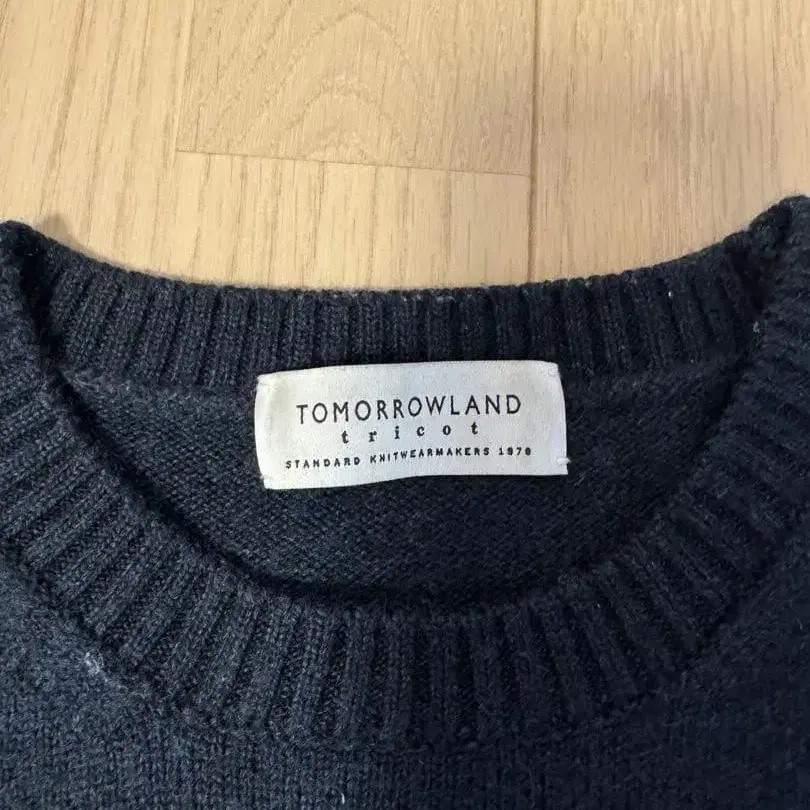 TOMORROWLAND
tricot
STANDARD KNITWEARMAKERS 1978